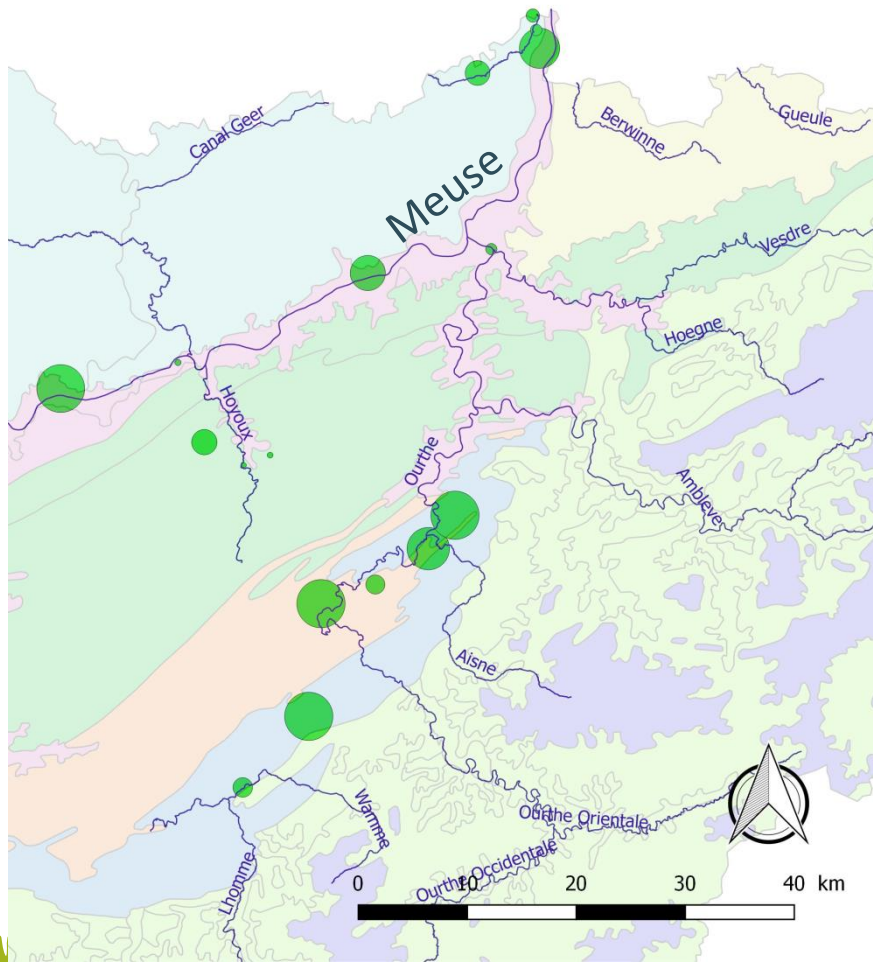 Canal Geer
Berwinne
Gueule
Meuse
Vesdre
Hoegne
Hoyoux
Ourthe
Amblève
Aisne
Wamme
Ourthe Orientale
Ourthe Occidentale
Lhomme
0 10 20 30 40 km